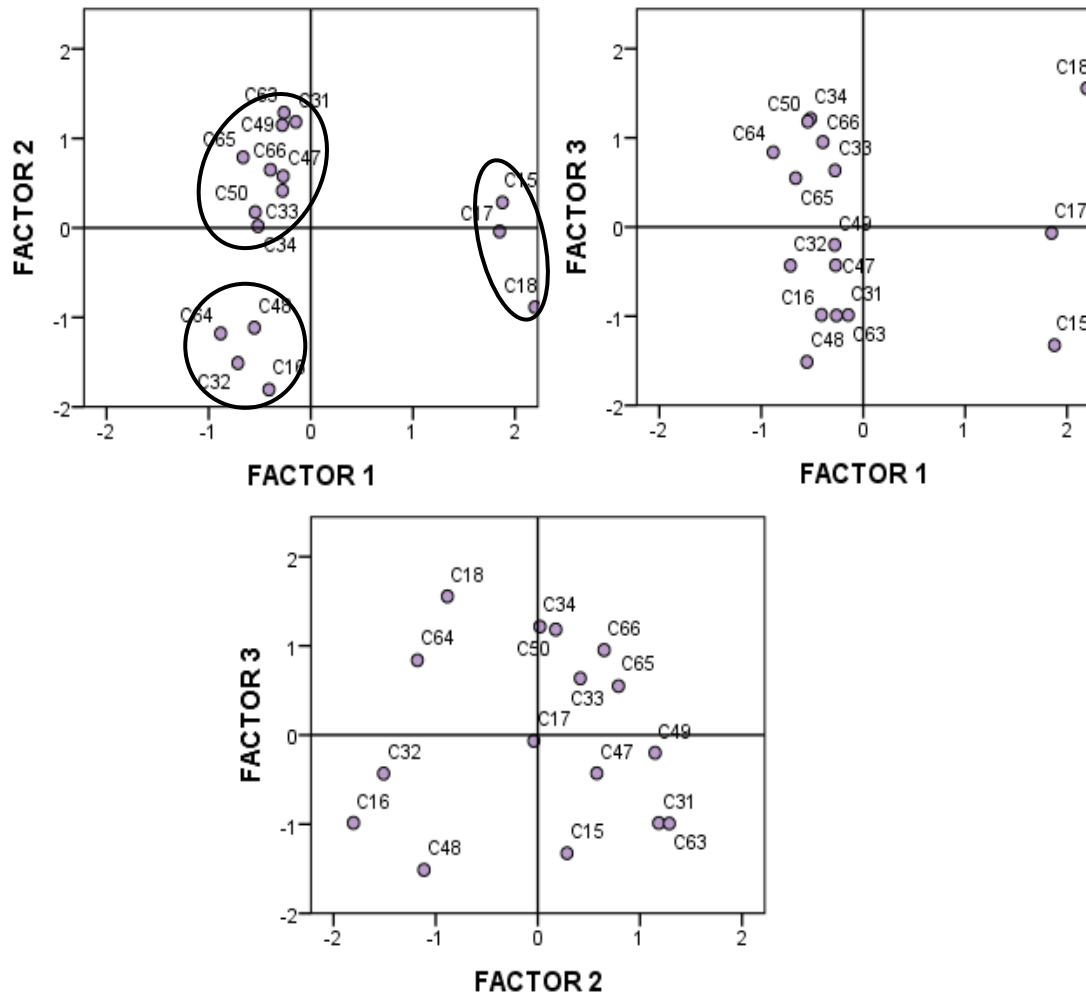 FACTOR 2
2
1
0
-1
-2
C63
C31
C49
C65
C66
C47
C50
C33
C34
C15
C17
C18
C64
C48
C32
C16
-2
-1
0
1
2
FACTOR 1
FACTOR 3
2
1
0
-1
-2
C18
C50
C34
C66
C64
C33
C65
C17
C49
C32
C47
C16
C31
C63
C48
C15
-2
-1
0
1
2
FACTOR 1
FACTOR 3
2
1
0
-1
-2
C18
C34
C64
C50
C66
C65
C33
C17
C49
C32
C47
C16
C31
C15
C63
C48
-2
-1
0
1
2
FACTOR 2